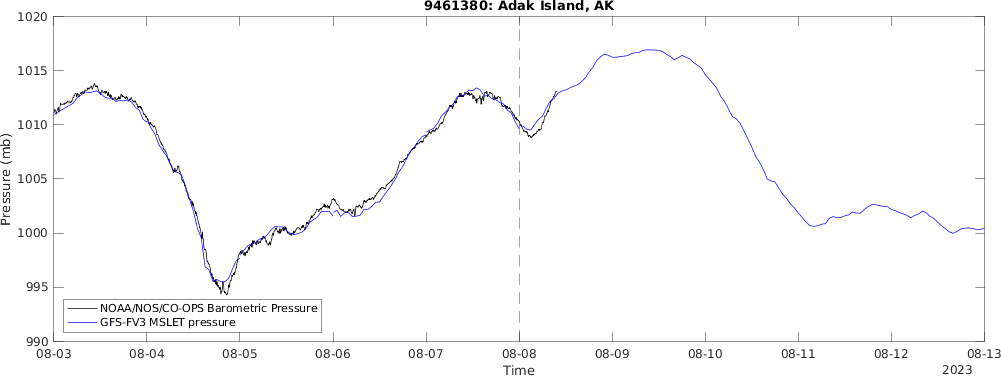 9461380: Adak Island, AK
1020
1015
1010
1005
1000
995
990
Pressure (mb)
NOAA/NOS/CO-OPS Barometric Pressure
GFS-FV3 MSLET pressure
08-03 08-04 08-05 08-06 08-07 08-08 08-09 08-10 08-11 08-12 08-13
Time
2023